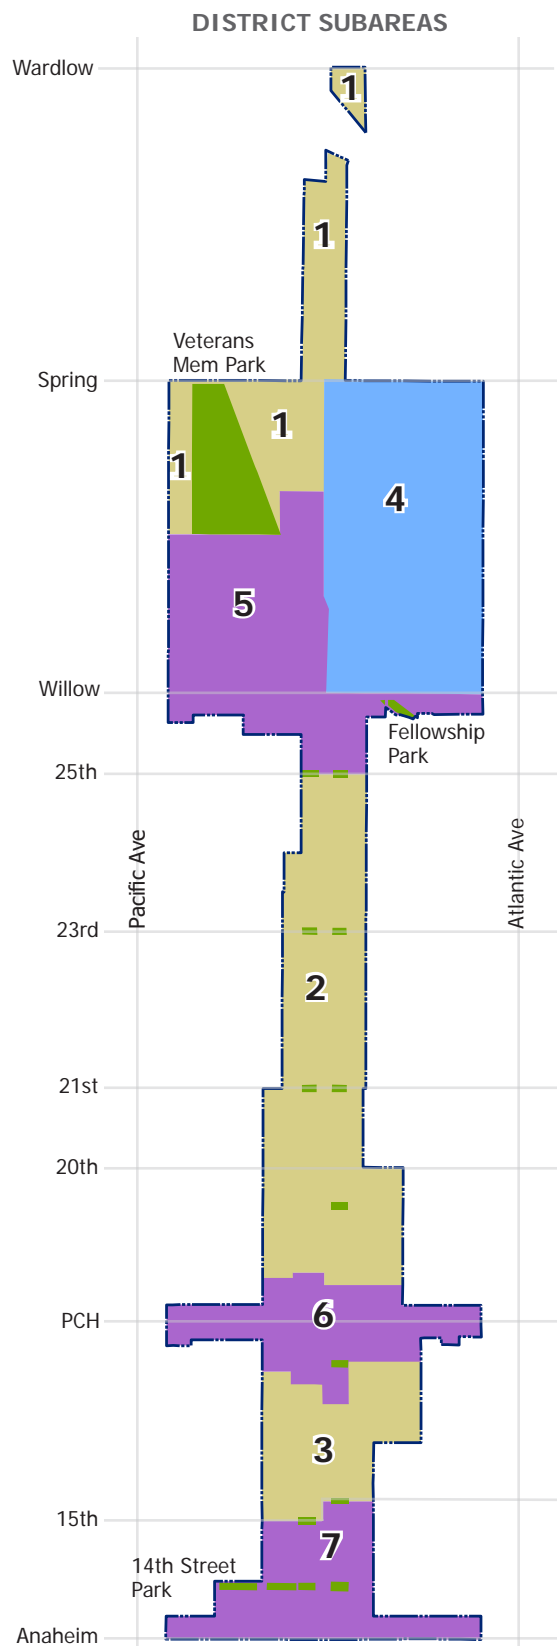 DISTRICT SUBAREAS
Wardlow
1
1
Veterans
Mem Park
Spring
1
1
4
5
Willow
Fellowship
Park
25th
Pacific Ave
Atlantic Ave
23rd
2
21st
20th
6
PCH
3
15th
7
14th Street
Park
Anaheim